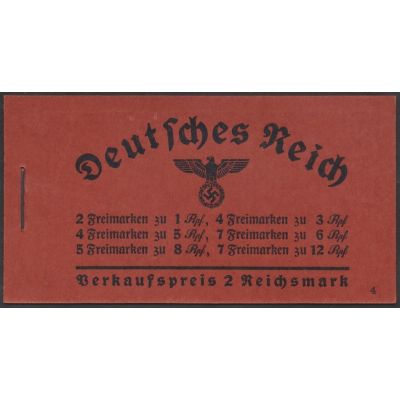 Deutſches Reich
2 Freimarken zu 1 Rpf, 4 Freimarken zu 3 Rpf
4 Freimarken zu 5 Rpf, 7 Freimarken zu 6 Rpf
5 Freimarken zu 8 Rpf, 7 Freimarken zu 12 Rpf
Verkaufspreis 2 Reichsmark
4